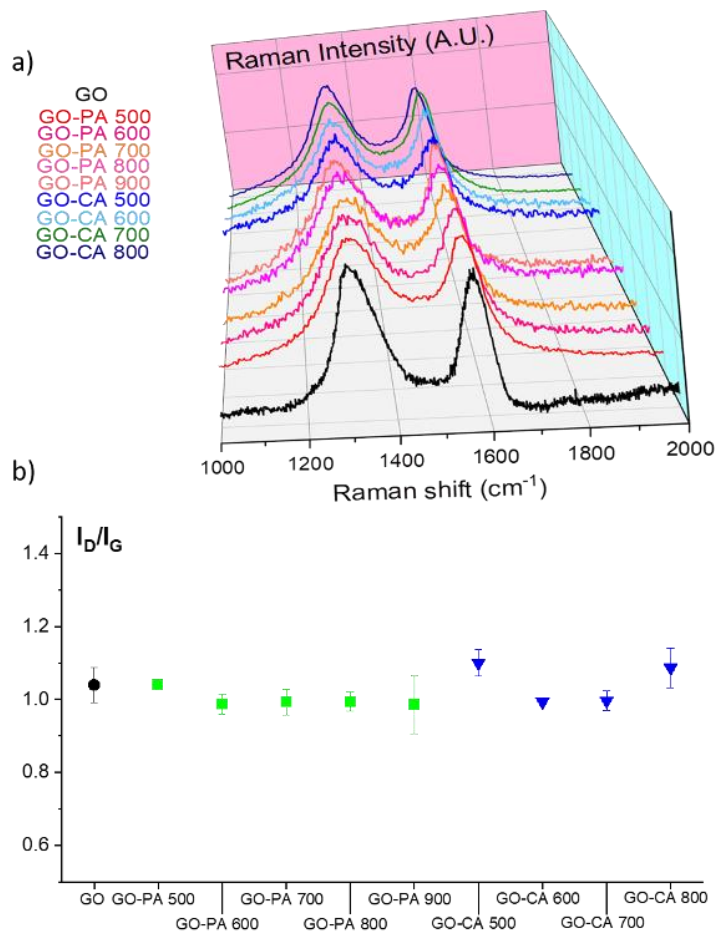 a)
Raman Intensity (A.U.)
GO
GO-PA 500
GO-PA 600
GO-PA 700
GO-PA 800
GO-PA 900
GO-CA 500
GO-CA 600
GO-CA 700
GO-CA 800
1000 1200 1400 1600 1800 2000
Raman shift (cm⁻¹)
b)
I_D/I_G
1.4
1.2
1.0
0.8
0.6
GO GO-PA 500 GO-PA 700 GO-PA 900 GO-CA 600 GO-CA 800
GO-PA 600 GO-PA 800 GO-CA 500 GO-CA 700